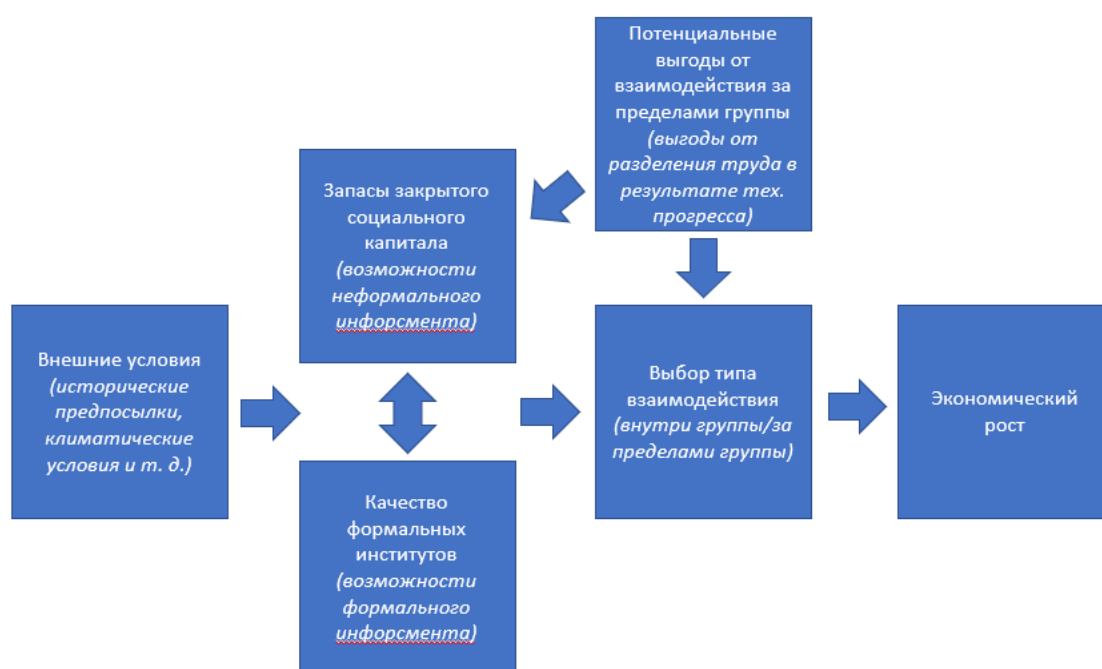 Внешние условия
(исторические
предпосылки,
климатические
условия и т. д.)
Запасы закрытого
социального
капитала
(возможности
неформального
инфорсмента)
Качество
формальных
институтов
(возможности
формального
инфорсмента)
Потенциальные
выгоды от
взаимодействия за
пределами группы
(выгоды от
разделения труда в
результате тех.
прогресса)
Выбор типа
взаимодействия
(внутри группы/за
пределами группы)
Экономический
рост